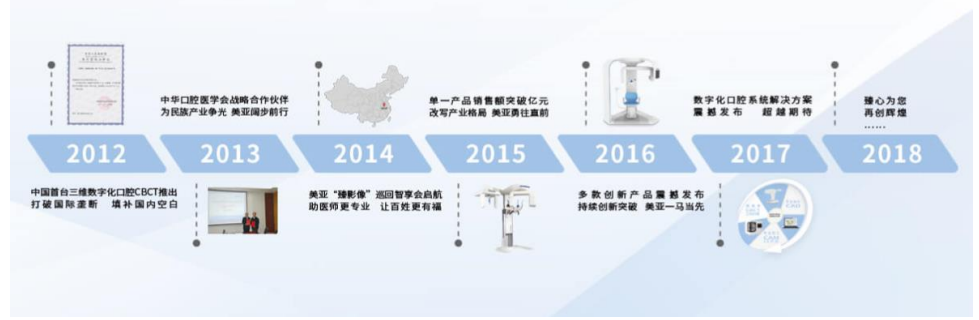 2012
中国首台三维数字化口腔CBCT推出
打破国际垄断 填补国内空白
中华口腔医学会战略合作伙伴
为民族产业争光 美亚阔步前行
2013
2014
美亚“臻影像”巡回智享会启航
助医师更专业 让百姓更有福
单一产品销售额突破亿元
改写产业格局 美亚勇往直前
2015
2016
多款创新产品震撼发布
持续创新突破 美亚一马当先
数字化口腔系统解决方案
震撼发布 超越期待
2017
臻心为您
再创辉煌
......
2018